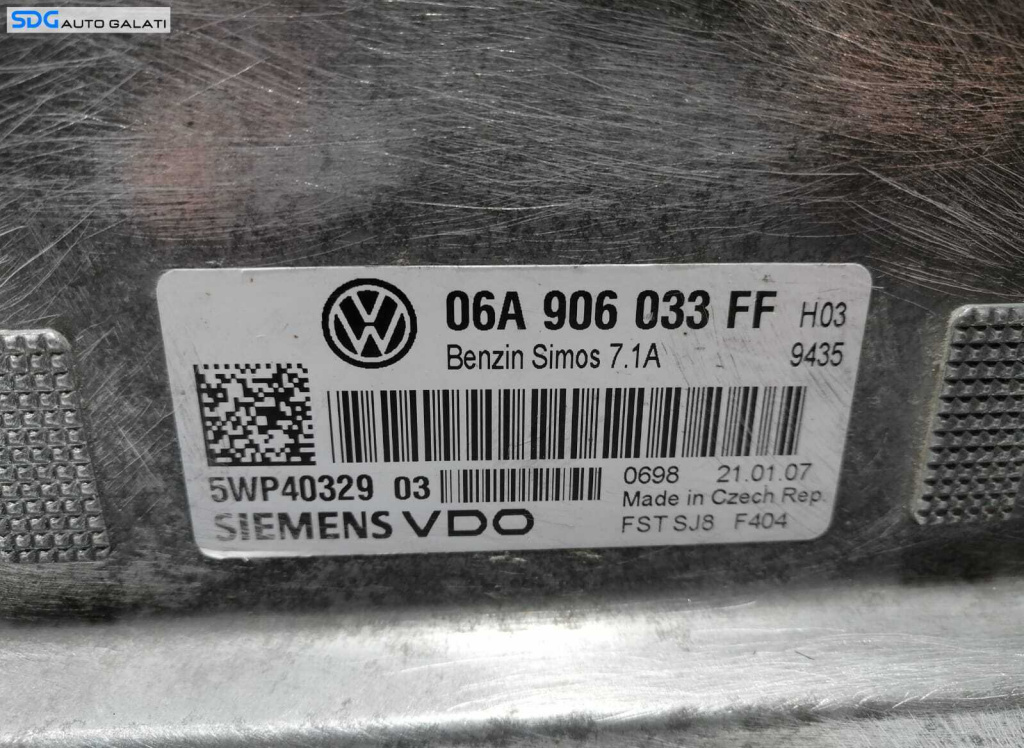 SDG AUTO GALATI
06A 906 033 FF H03
Benzin Simos 7.1A 9435
5WP40329 03
0698 21.01.07
Made in Czech Rep.
SIEMENS VDO
FST SJ8 F404